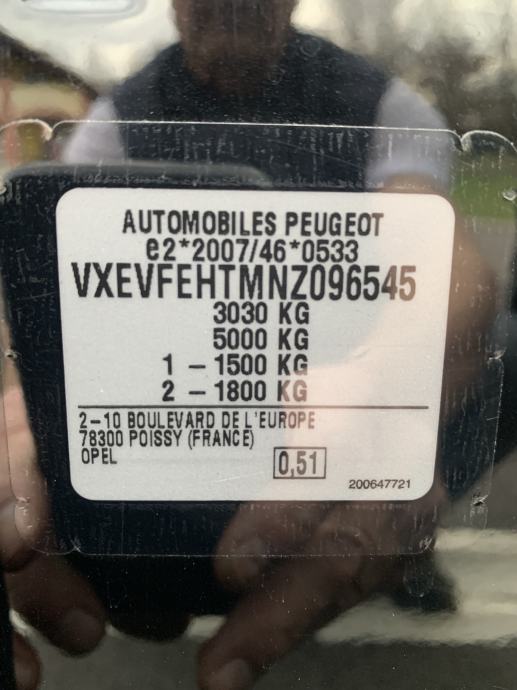 AUTOMOBILES PEUGEOT
e2*2007/46*0533
VXEVFEHTMNZ096545
3030 KG
5000 KG
1 - 1500 KG
2 - 1800 KG
2-10 BOULEVARD DE L'EUROPE
78300 POISSY (FRANCE)
OPEL
0,51
200647721